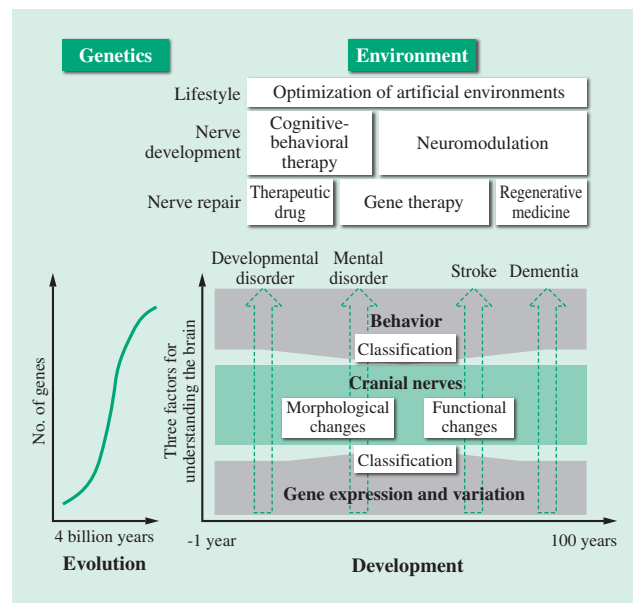 Genetics
Environment
Lifestyle
Optimization of artificial environments
Nerve
development
Cognitive-
behavioral
therapy
Neuromodulation
Nerve repair
Therapeutic
drug
Gene therapy
Regenerative
medicine
Developmental
disorder
Mental
disorder
Stroke
Dementia
No. of genes
Three factors for
understanding the brain
Behavior
Classification
Cranial nerves
Morphological
changes
Functional
changes
Classification
Gene expression and variation
4 billion years
-1 year
100 years
Evolution
Development